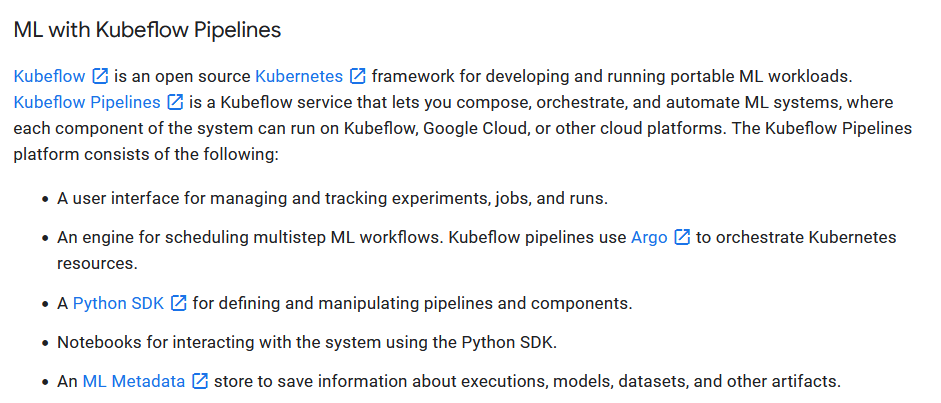 ML with Kubeflow Pipelines
Kubeflow is an open source Kubernetes framework for developing and running portable ML workloads.
Kubeflow Pipelines is a Kubeflow service that lets you compose, orchestrate, and automate ML systems, where
each component of the system can run on Kubeflow, Google Cloud, or other cloud platforms. The Kubeflow Pipelines
platform consists of the following:
• A user interface for managing and tracking experiments, jobs, and runs.
• An engine for scheduling multistep ML workflows. Kubeflow pipelines use Argo to orchestrate Kubernetes
resources.
• A Python SDK for defining and manipulating pipelines and components.
• Notebooks for interacting with the system using the Python SDK.
• An ML Metadata store to save information about executions, models, datasets, and other artifacts.